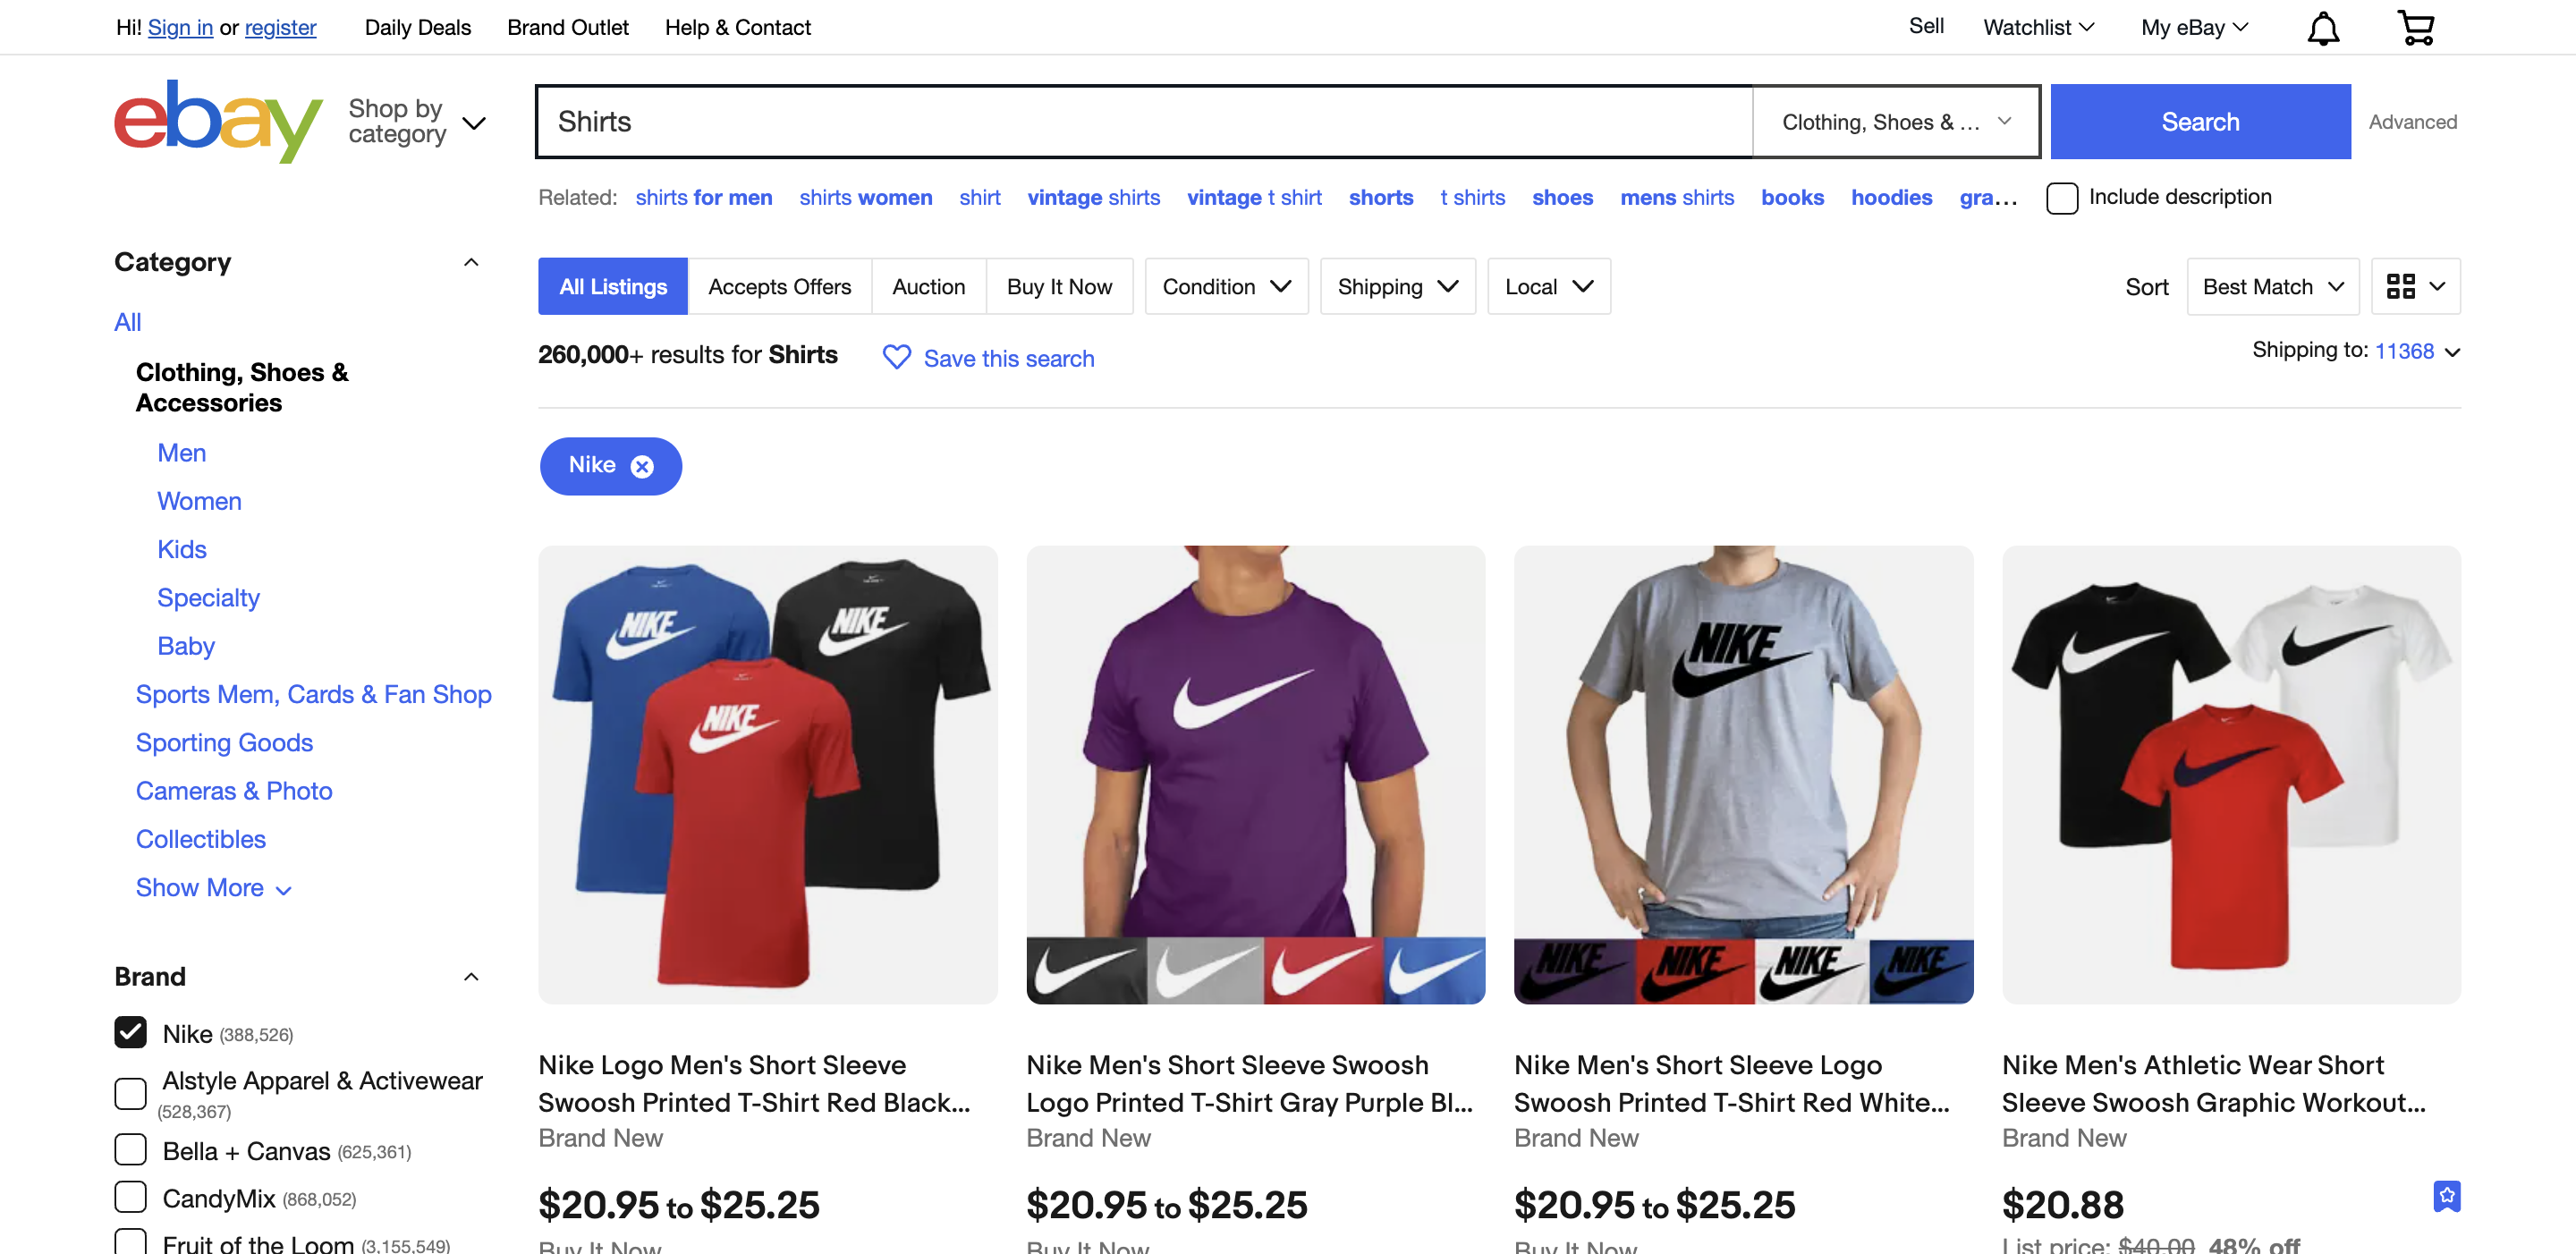 Hi! Sign in or register Daily Deals Brand Outlet Help & Contact Sell Watchlist My eBay
ebay Shop by category
Shirts Clothing, Shoes & ... Search Advanced
Related: shirts for men shirts women shirt vintage shirts vintage t shirt shorts t shirts shoes mens shirts books hoodies gra... Include description
Category
All
Clothing, Shoes &
Accessories
Men
Women
Kids
Specialty
Baby
Sports Mem, Cards & Fan Shop
Sporting Goods
Cameras & Photo
Collectibles
Show More
Brand
Nike (388,526)
Alstyle Apparel & Activewear
(528,367)
Bella + Canvas (625,361)
CandyMix (868,052)
Fruit of the Loom (3,155,549)
All Listings Accepts Offers Auction Buy It Now Condition Shipping Local Sort Best Match
260,000+ results for Shirts Save this search Shipping to: 11368
Nike
NIKE
NIKE
NIKE
NIKE
NIKE NIKE NIKE NIKE
Nike Logo Men's Short Sleeve
Swoosh Printed T-Shirt Red Black...
Brand New
$20.95 to $25.25
Buy It Now
Nike Men's Short Sleeve Swoosh
Logo Printed T-Shirt Gray Purple Bl...
Brand New
$20.95 to $25.25
Buy It Now
Nike Men's Short Sleeve Logo
Swoosh Printed T-Shirt Red White...
Brand New
$20.95 to $25.25
Buy It Now
Nike Men's Athletic Wear Short
Sleeve Swoosh Graphic Workout...
Brand New
$20.88
List price: $40.00 48% off